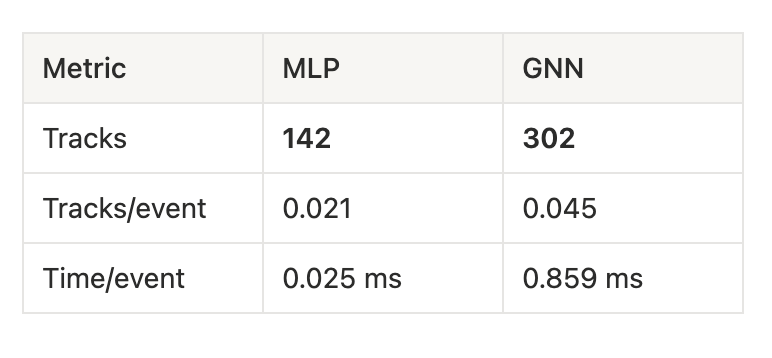 Metric MLP GNN
Tracks 142 302
Tracks/event 0.021 0.045
Time/event 0.025 ms 0.859 ms